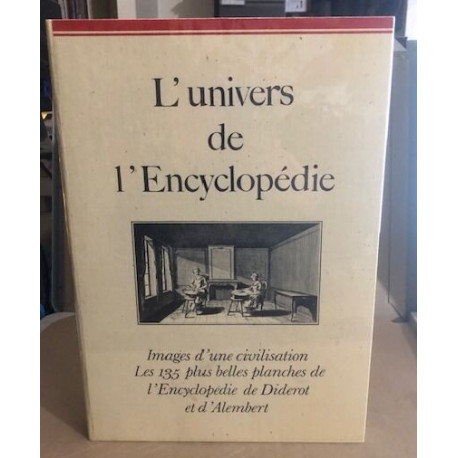 L'univers
de
l'Encyclopédie
Images d'une civilisation
Les 135 plus belles planches de
l'Encyclopedie de Diderot
et d'Alembert